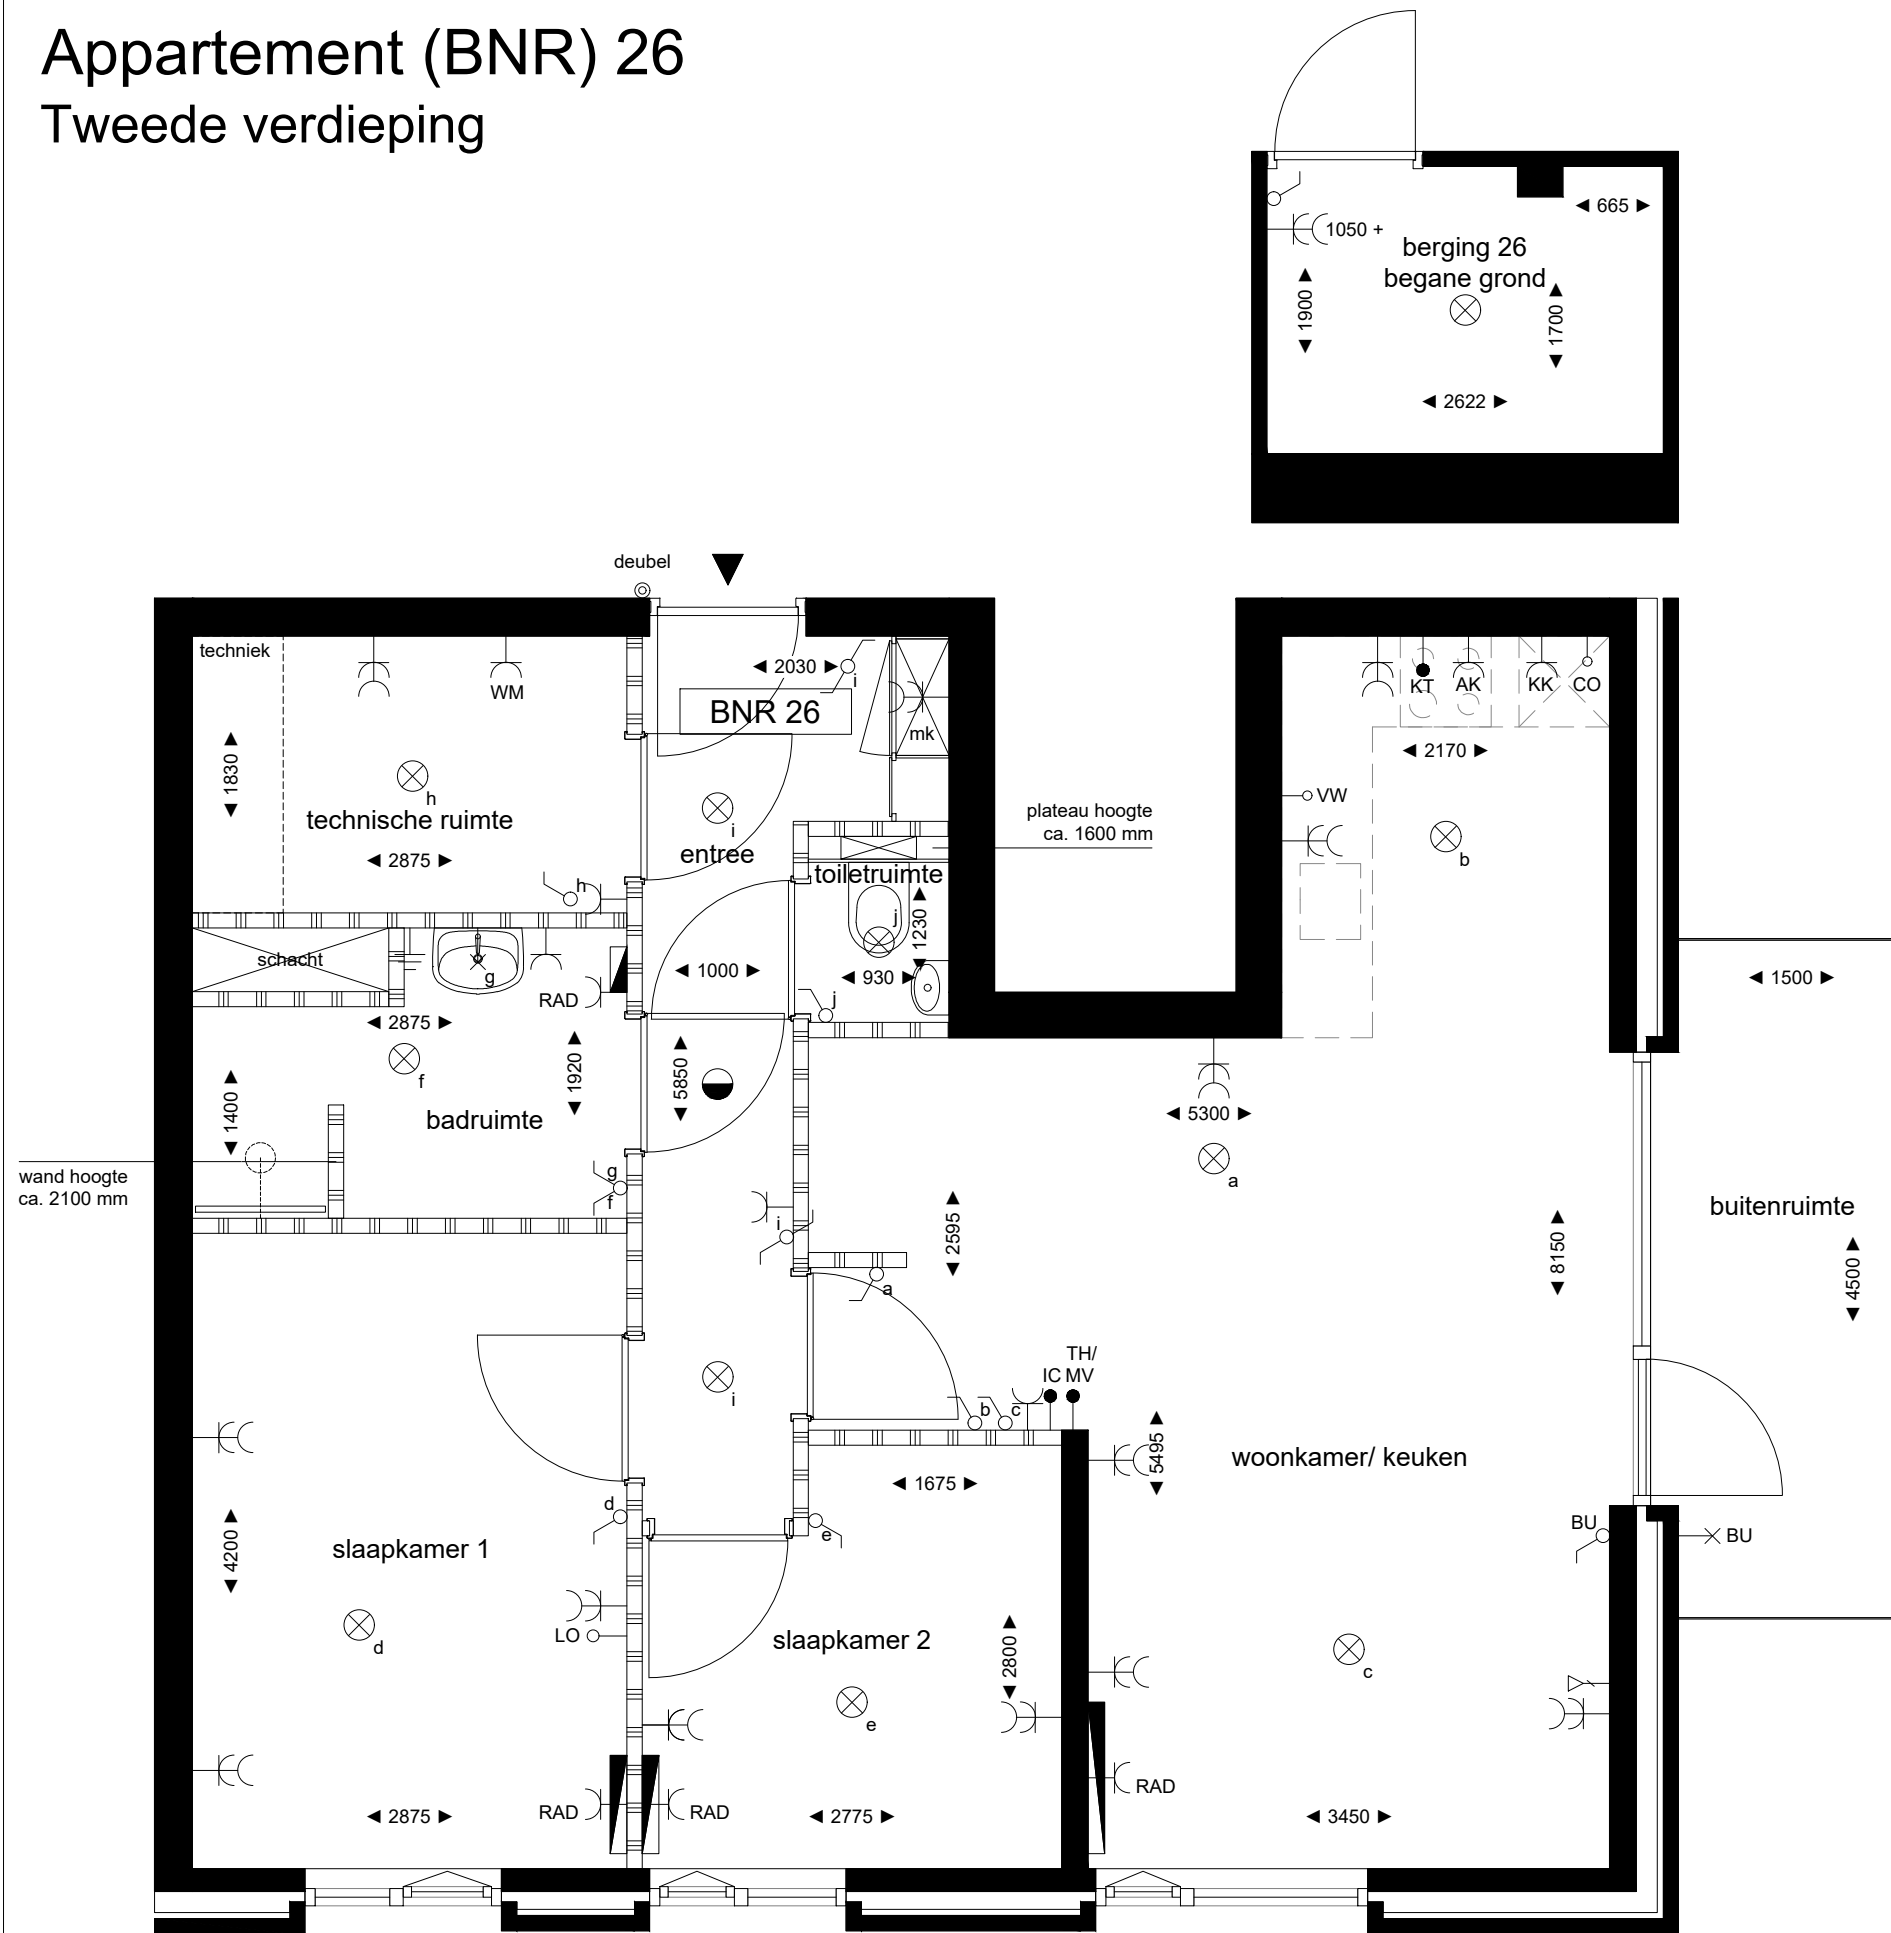 Appartement (BNR) 26
Tweede verdieping
665
1050 +
berging 26
begane grond
1900
1700
2622
deubel
techniek
WM
2030
i
BNR 26
mk
KT
AK
KK
CO
2170
1830
h
technische ruimte
2875
h
i
entree
plateau hoogte
ca. 1600 mm
VW
b
toiletruimte
j
1230
schacht
g
RAD
1000
930
j
1500
2875
f
1920
1400
badruimte
5850
5300
a
wand hoogte
ca. 2100 mm
g
f
i
2595
8150
buitenruimte
4500
a
i
TH/
IC MV
b
c
5495
woonkamer/ keuken
1675
d
e
BU
BU
4200
slaapkamer 1
d
LO
slaapkamer 2
2800
e
c
RAD
RAD
RAD
2875
2775
3450